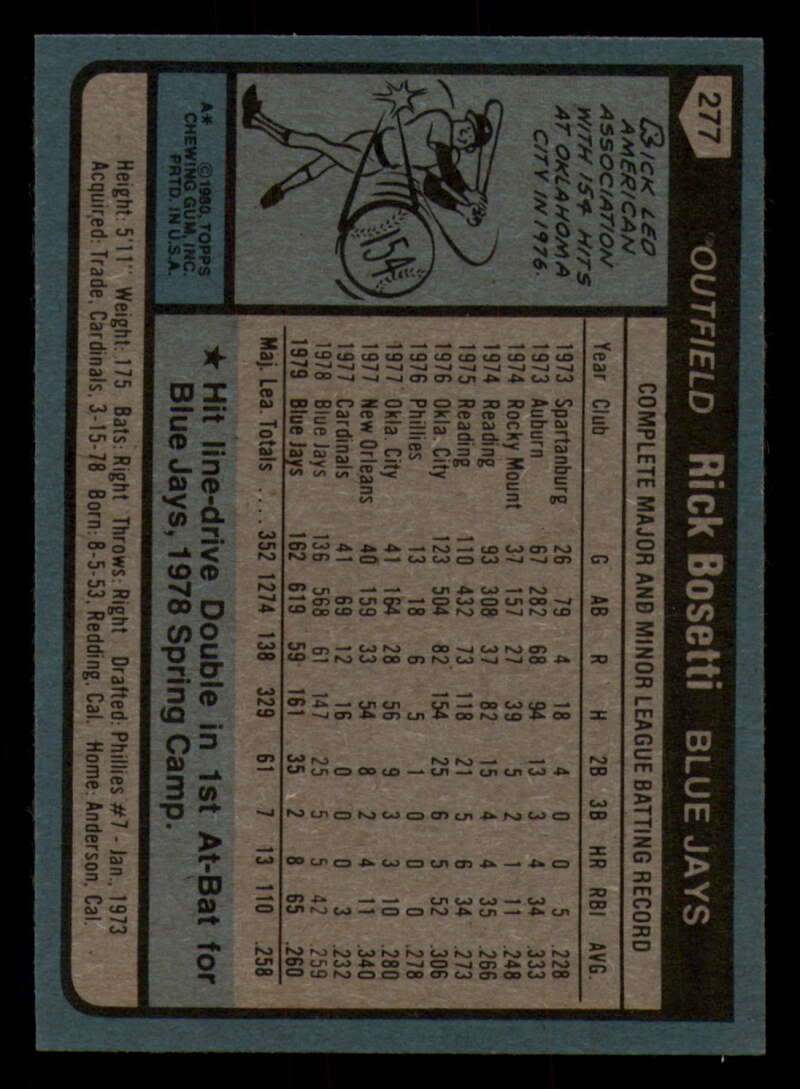 277
OUTFIELD Rick Bosetti BLUE JAYS
RICK LED
AMERICAN
ASSOCIATION
WITH 154 HITS
AT OKLAHOMA
CITY IN 1976.
154
A* ©1980, TOPPS
CHEWING GUM, INC.
PRTD. IN U.S.A.
COMPLETE MAJOR AND MINOR LEAGUE BATTING RECORD
Year Club G AB R H 2B 3B HR RBI AVG.
1973 Spartanburg 26 79 4 18 4 0 0 5 .228
1973 Auburn 67 282 68 94 13 3 4 34 .333
1974 Rocky Mount 37 157 27 39 5 2 1 11 .248
1974 Reading 93 308 37 82 15 4 4 35 .266
1975 Reading 110 432 73 118 21 5 6 34 .273
1976 Okla. City 123 504 82 154 25 6 5 52 .306
1976 Phillies 13 18 6 5 1 0 0 0 .278
1977 Okla City 41 164 28 56 9 3 3 10 .280
1977 New Orleans 40 159 33 54 8 2 4 11 .340
1977 Cardinals 41 69 12 16 0 0 0 3 .232
1978 Blue Jays 136 568 61 147 25 5 5 42 .259
1979 Blue Jays 162 619 59 161 35 2 8 65 .260
Maj. Lea. Totals ..... 352 1274 138 329 61 7 13 110 .258
★ Hit line-drive Double in 1st At-Bat for
Blue Jays, 1978 Spring Camp.
Height: 5'11" Weight: 175 Bats: Right Throws: Right Drafted: Phillies #7 - Jan., 1973
Acquired: Trade, Cardinals, 3-15-78 Born: 8-5-53, Redding, Cal. Home: Anderson, Cal.